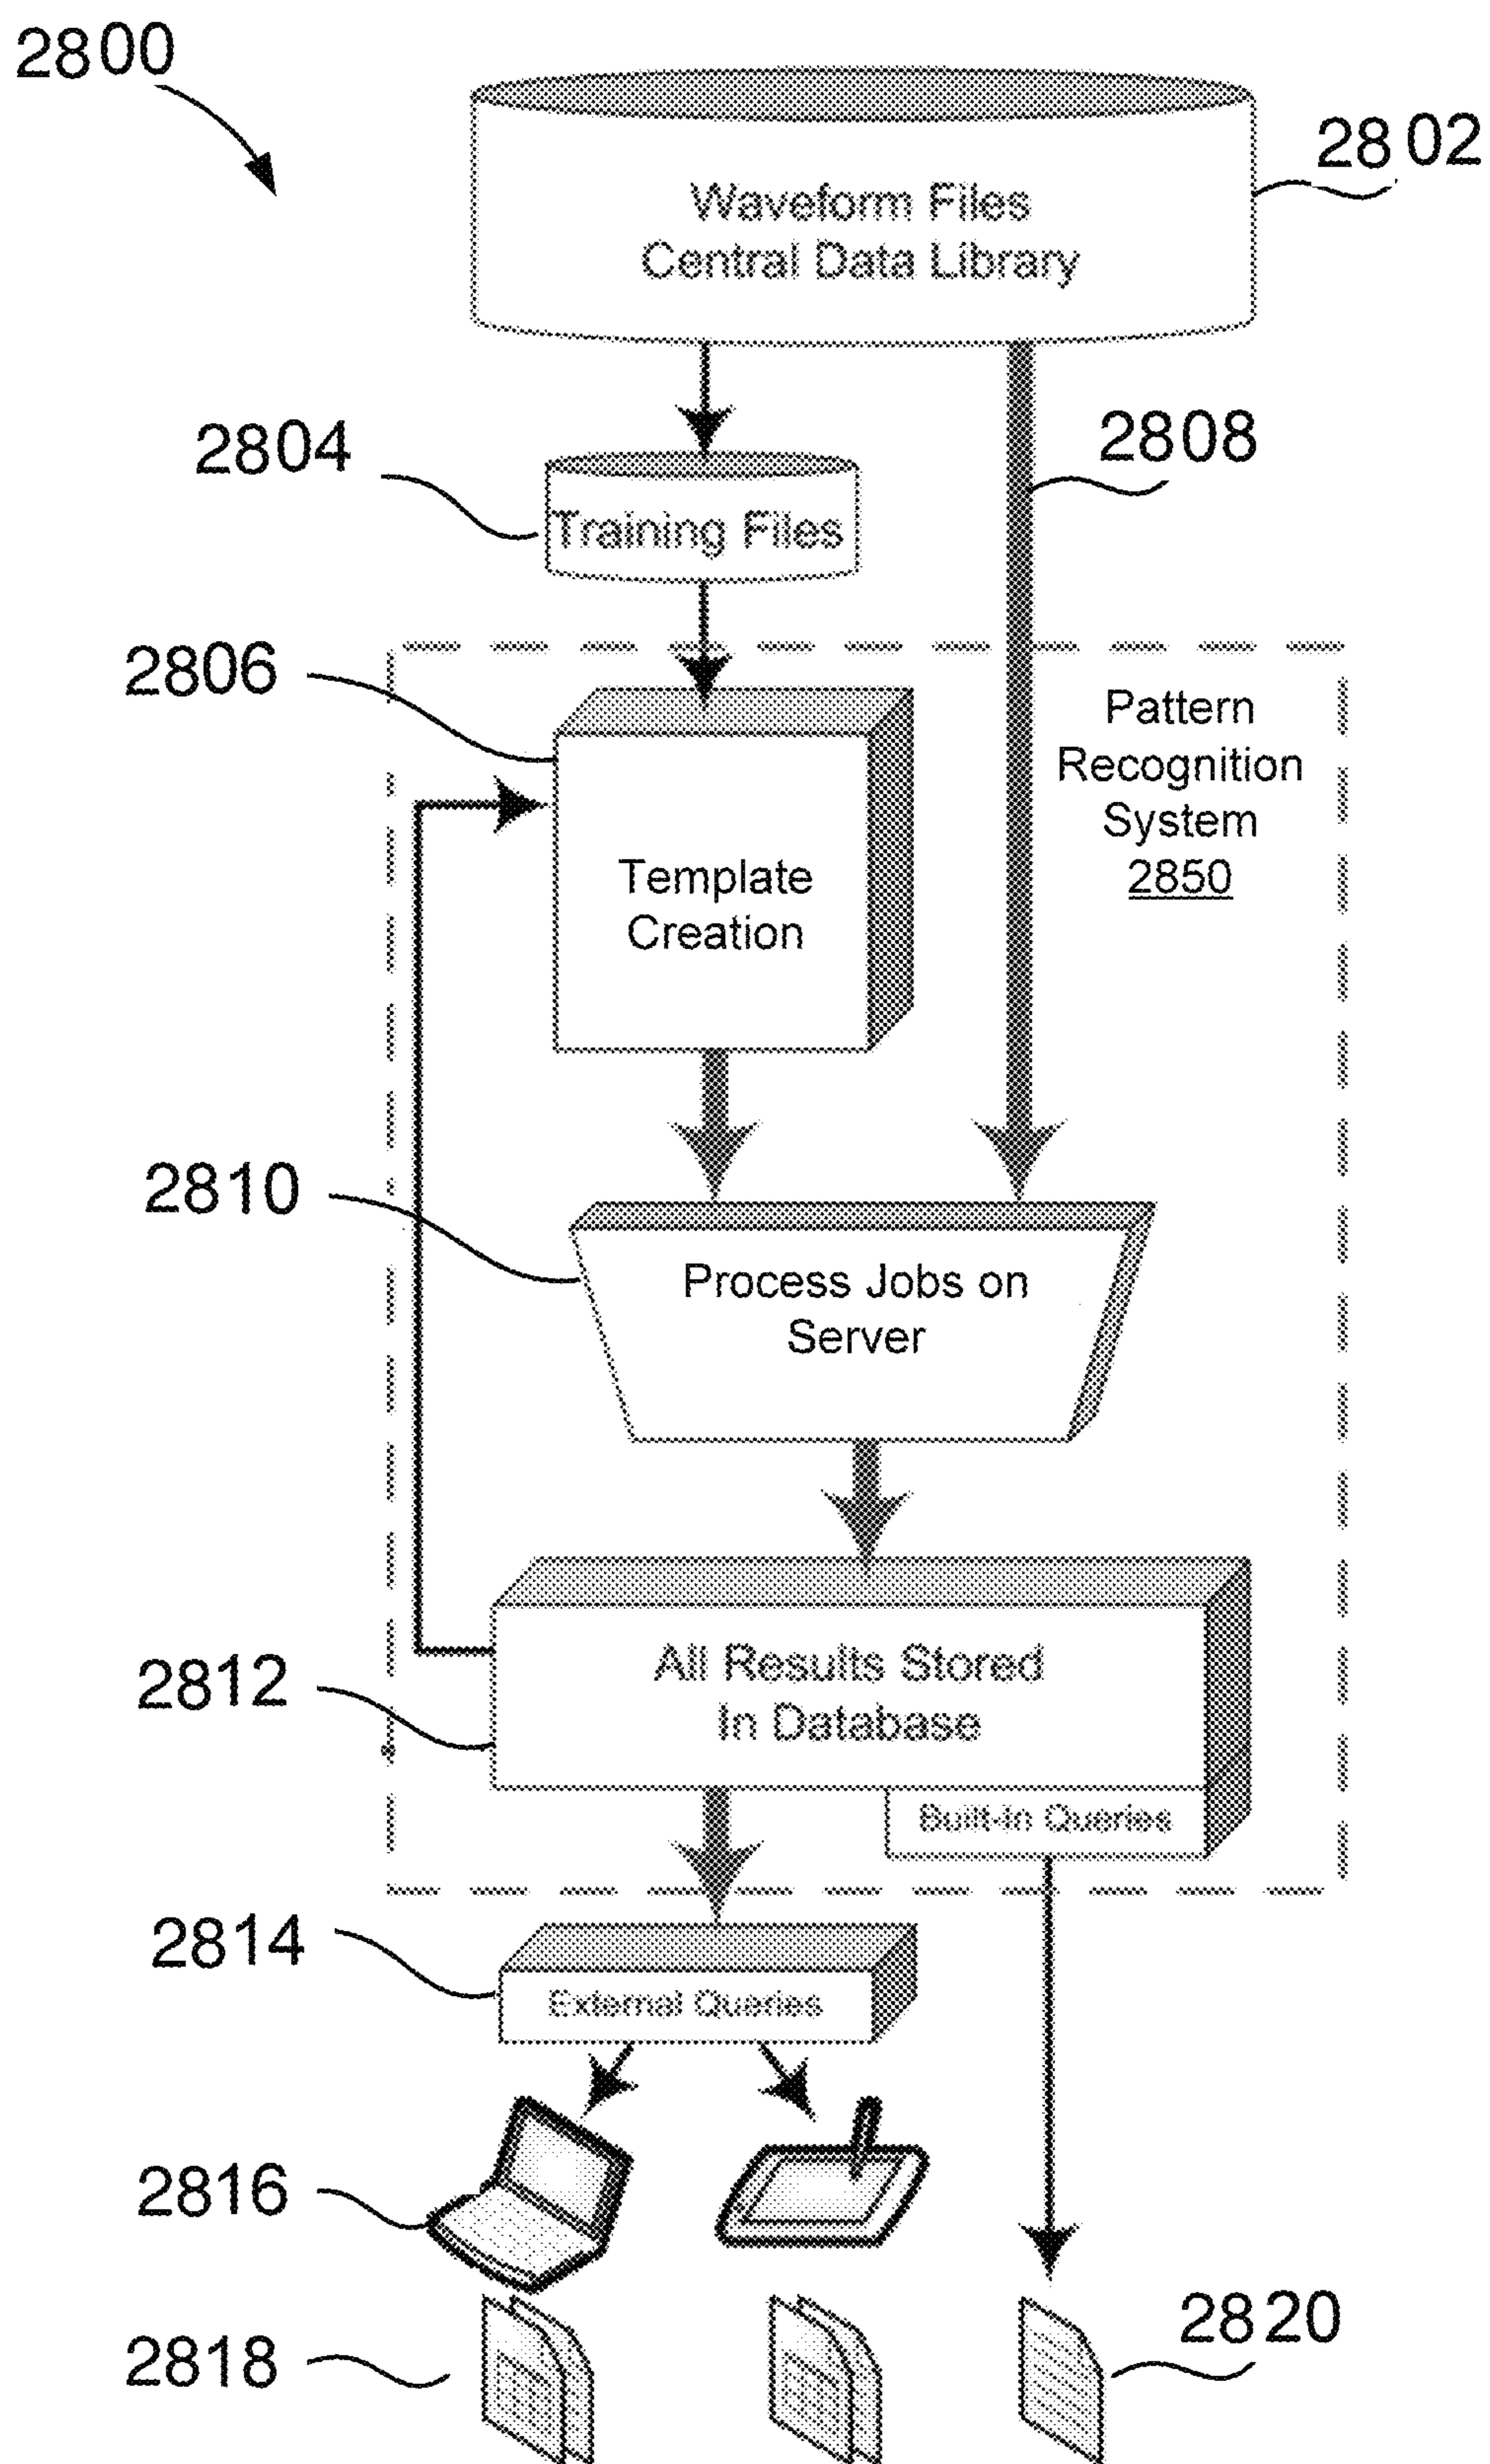 2800
2802
Waveform Files
Central Data Library
2804
Training Files
2808
2806
Pattern
Recognition
System
2850
Template
Creation
2810
Process Jobs on
Server
2812
All Results Stored
In Database
Built-In Queries
2814
External Queries
2816
2818
2820